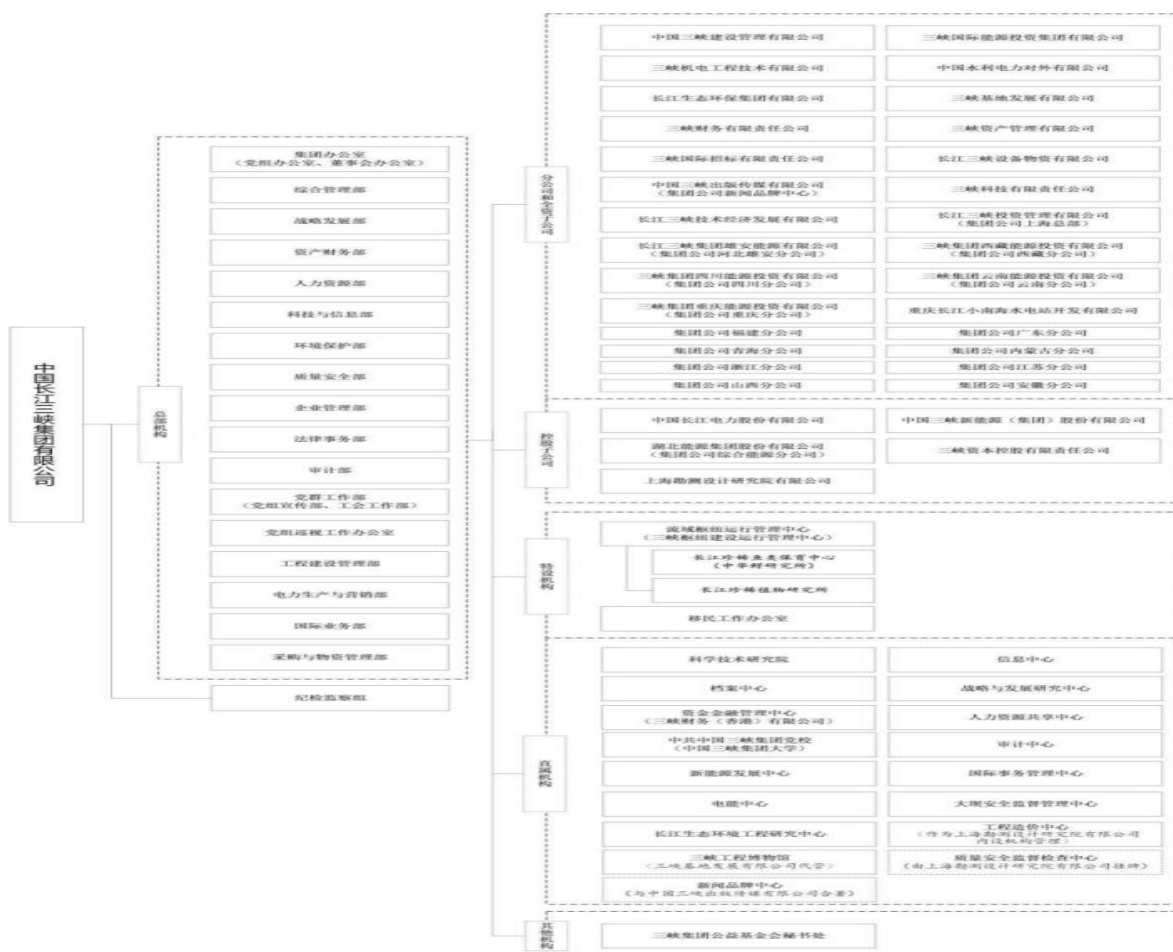 中国长江三峡集团有限公司
总部机构
集团办公室
(党组办公室、董事会办公室)
综合管理部
战略发展部
资产财务部
人力资源部
科技与信息部
环境保护部
质量安全部
企业管理部
法律事务部
审计部
党群工作部
(党组宣传部、工会工作部)
党组巡视工作办公室
工程建设管理部
电力生产与营销部
国际业务部
采购与物资管理部
纪检监察组
分公司和全资子公司
中国三峡建设管理有限公司
三峡国际能源投资集团有限公司
三峡机电工程技术有限公司
中国水利电力对外有限公司
长江生态环保集团有限公司
三峡基地发展有限公司
三峡财务有限责任公司
三峡资产管理有限公司
三峡国际招标有限责任公司
长江三峡设备物资有限公司
中国三峡出版传媒有限公司
(集团公司新闻品牌中心)
三峡科技有限责任公司
长江三峡技术经济发展有限公司
长江三峡投资管理有限公司
(集团公司上海总部)
长江三峡集团雄安能源有限公司
(集团公司河北雄安分公司)
三峡集团西藏能源投资有限公司
(集团公司西藏分公司)
三峡集团四川能源投资有限公司
(集团公司四川分公司)
三峡集团云南能源投资有限公司
(集团公司云南分公司)
三峡集团重庆能源投资有限公司
(集团公司重庆分公司)
重庆长江小南海水电站开发有限公司
集团公司福建分公司
集团公司广东分公司
集团公司青海分公司
集团公司内蒙古分公司
集团公司浙江分公司
集团公司江苏分公司
集团公司山西分公司
集团公司安徽分公司
控股子公司
中国长江电力股份有限公司
中国三峡新能源(集团)股份有限公司
湖北能源集团股份有限公司
(集团公司综合能源分公司)
三峡资本控股有限责任公司
上海勘测设计研究院有限公司
特设机构
流域枢纽运行管理中心
(三峡枢纽建设运行管理中心)
长江珍稀鱼类保育中心
(中华鲟研究所)
长江珍稀植物研究所
移民工作办公室
直属机构
科学技术研究院
信息中心
档案中心
战略与发展研究中心
资金金融管理中心
(三峡财务(香港)有限公司)
人力资源共享中心
中共中国三峡集团党校
(中国三峡集团大学)
审计中心
新能源发展中心
国际事务管理中心
电能中心
大坝安全监督管理中心
长江生态环境工程研究中心
工程造价中心
(作为上海勘测设计研究院有限公司
内设机构管理)
三峡工程博物馆
(三峡基地发展有限公司代管)
质量安全监督检查中心
(由上海勘测设计研究院有限公司挂牌)
新闻品牌中心
(与中国三峡出版传媒有限公司合署)
其他机构
三峡集团公益基金会秘书处